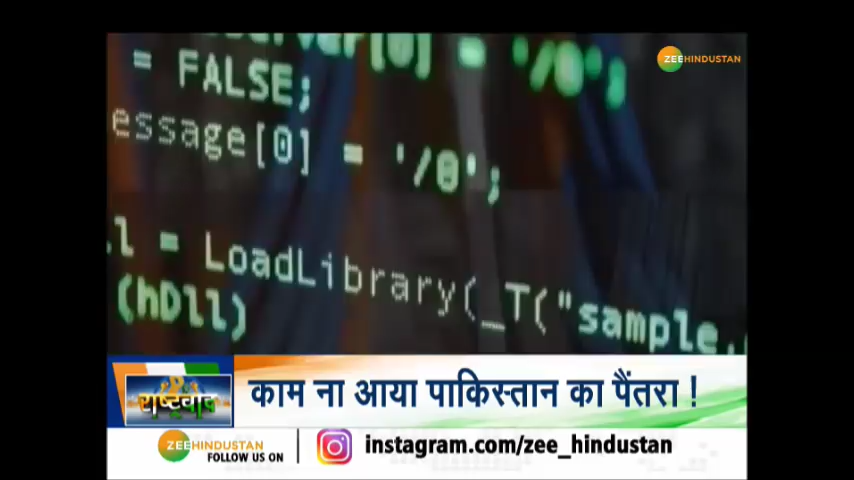 = FALSE;
essage[0] = '/0';
= LoadLibrary(_T("sample.
(hDll)
ZEEHINDUSTAN
राष्ट्रवाद
काम ना आया पाकिस्तान का पैंतरा !
ZEEHINDUSTAN
FOLLOW US ON
instagram.com/zee_hindustan